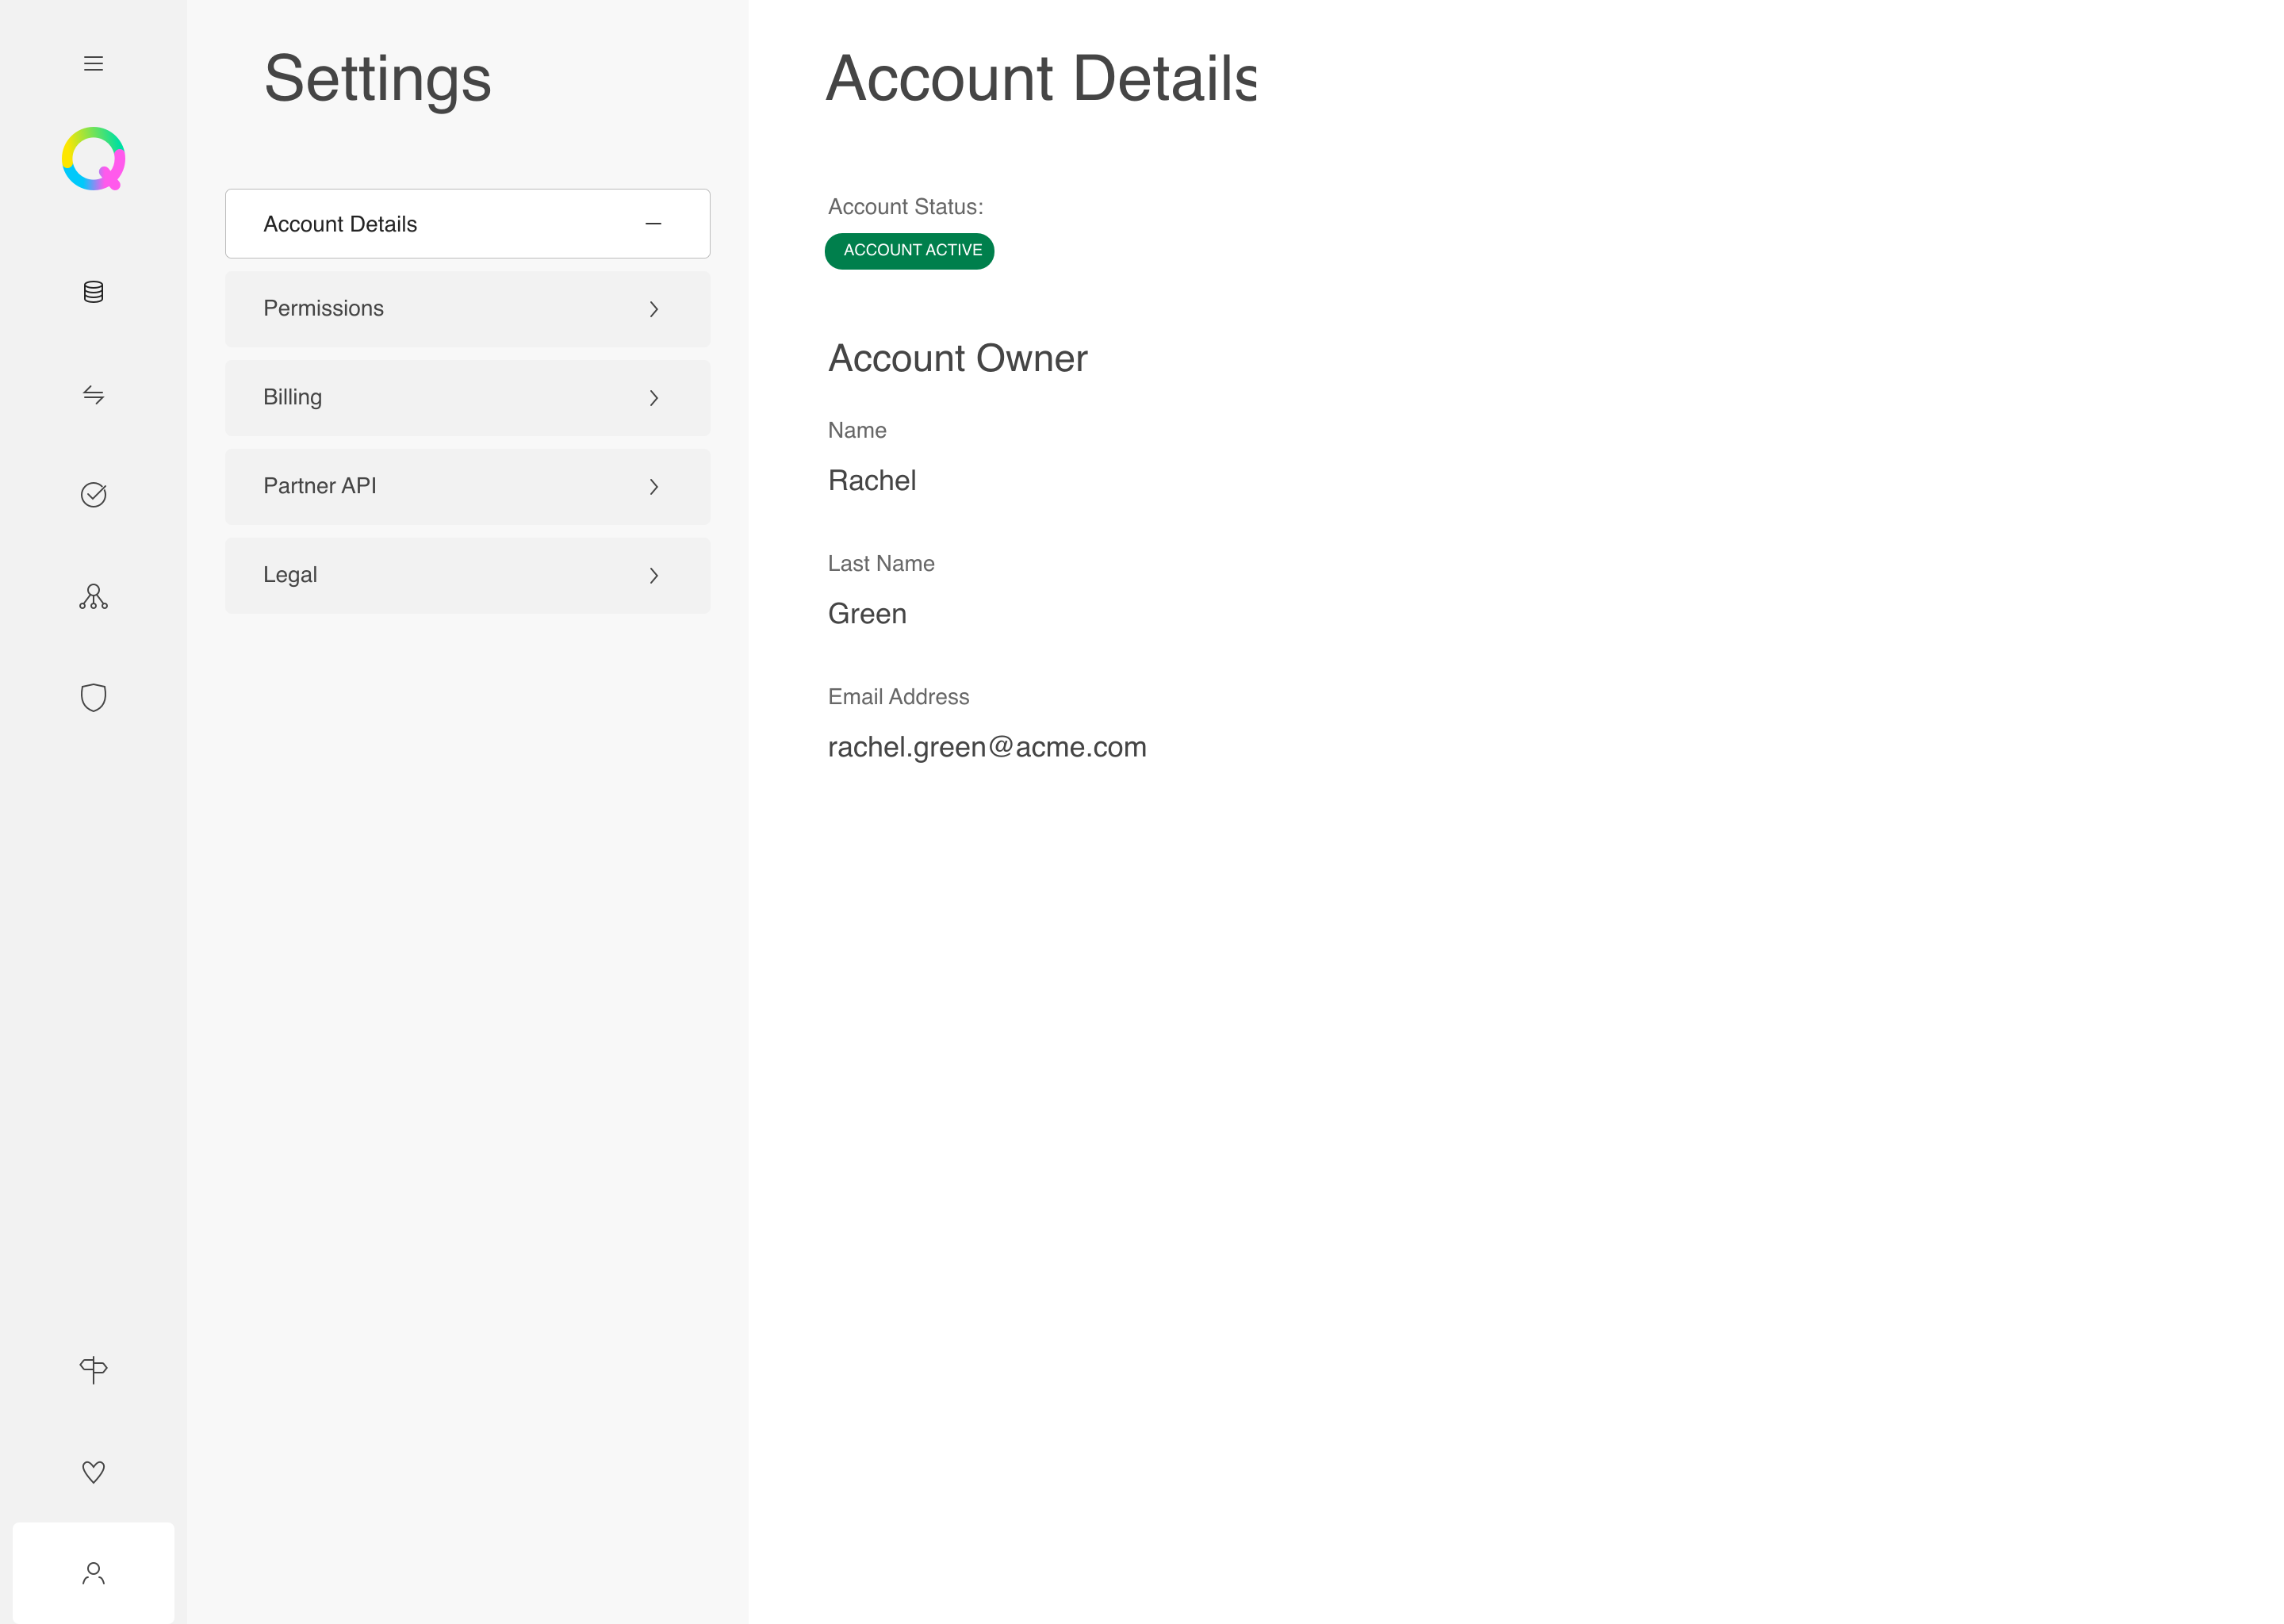 Settings
Account Details
Permissions
Billing
Partner API
Legal
Account Details
Account Status:
ACCOUNT ACTIVE
Account Owner
Name
Rachel
Last Name
Green
Email Address
rachel.green@acme.com